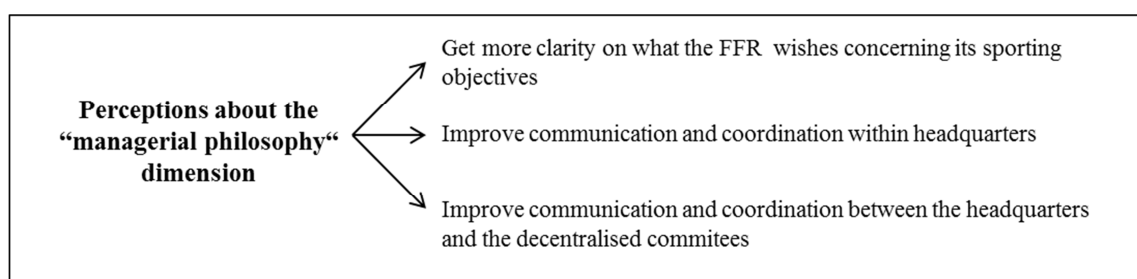 Perceptions about the
“managerial philosophy“
dimension
Get more clarity on what the FFR wishes concerning its sporting
objectives
Improve communication and coordination within headquarters
Improve communication and coordination between the headquarters
and the decentralised commitees